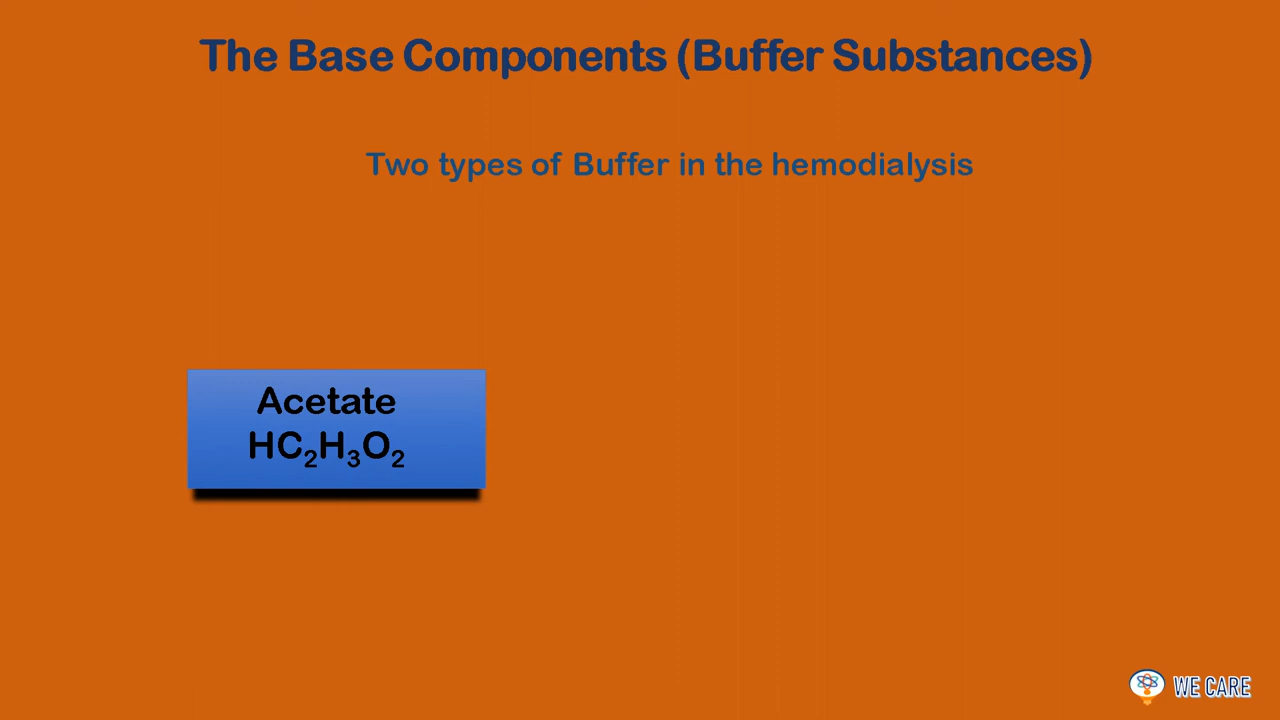 The Base Components (Buffer Substances)
Two types of Buffer in the hemodialysis
Acetate
HC₂H₃O₂
WE CARE